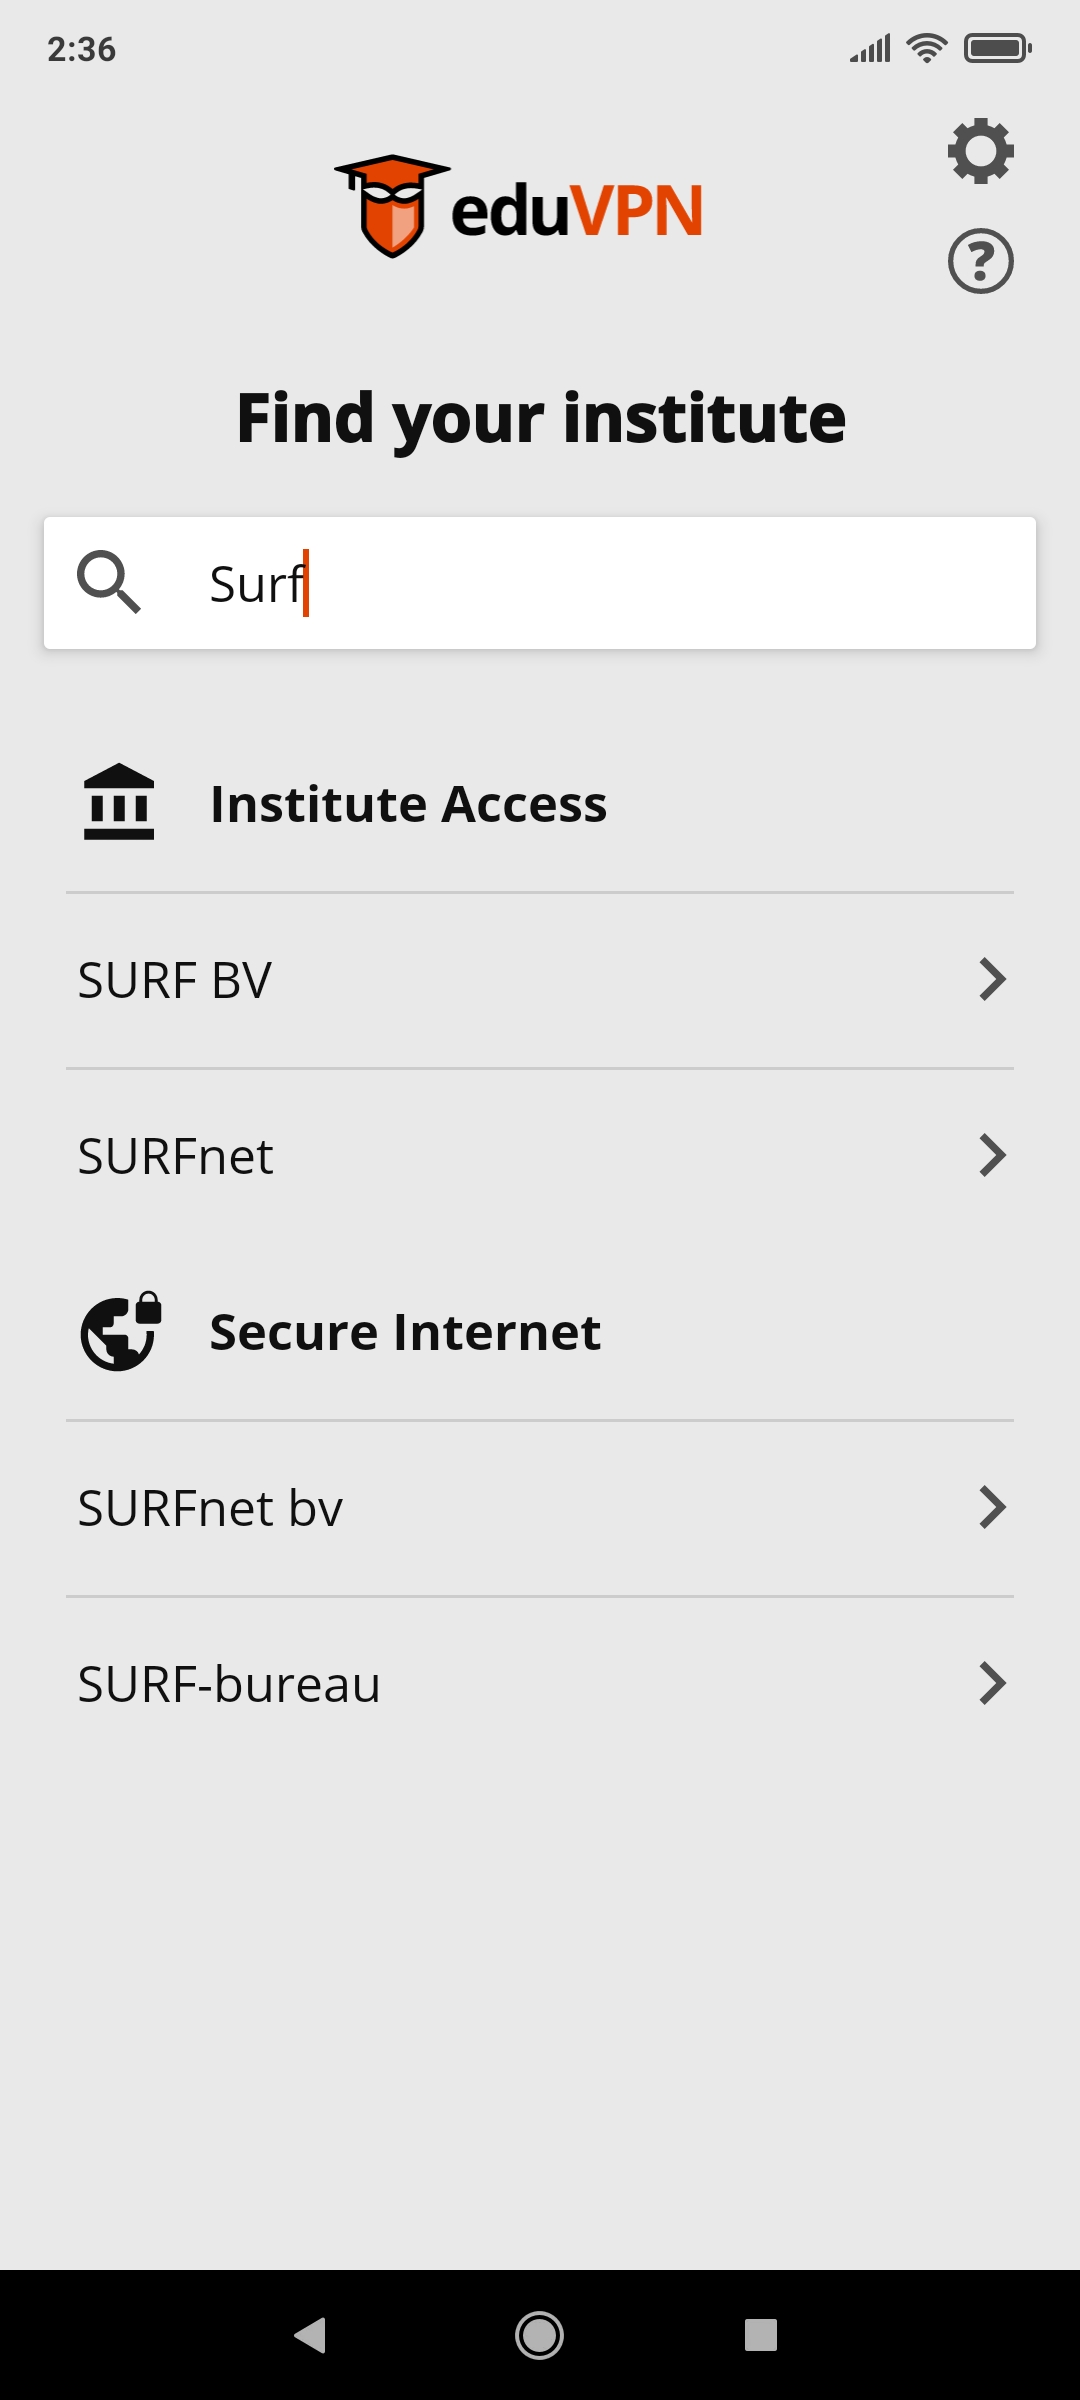 2:36
eduVPN
?
Find your institute
Surf
Institute Access
SURF BV
SURFnet
Secure Internet
SURFnet bv
SURF-bureau